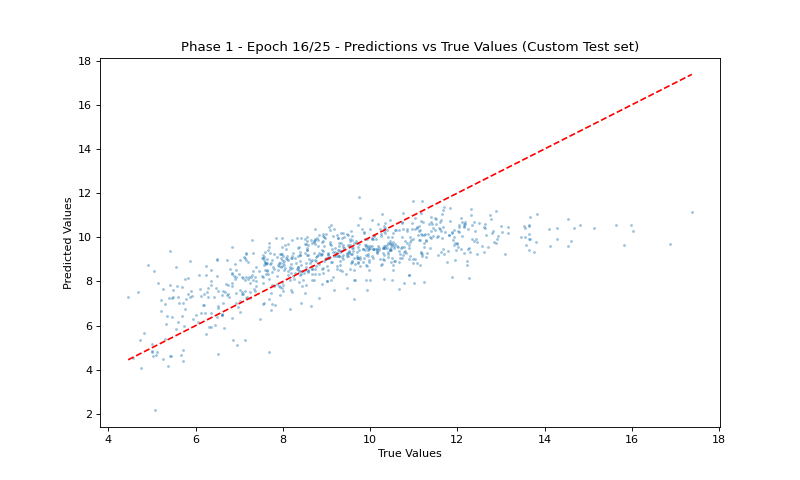 Phase 1 - Epoch 16/25 - Predictions vs True Values (Custom Test set)
Predicted Values
18
16
14
12
10
8
6
4
2
4 6 8 10 12 14 16 18
True Values